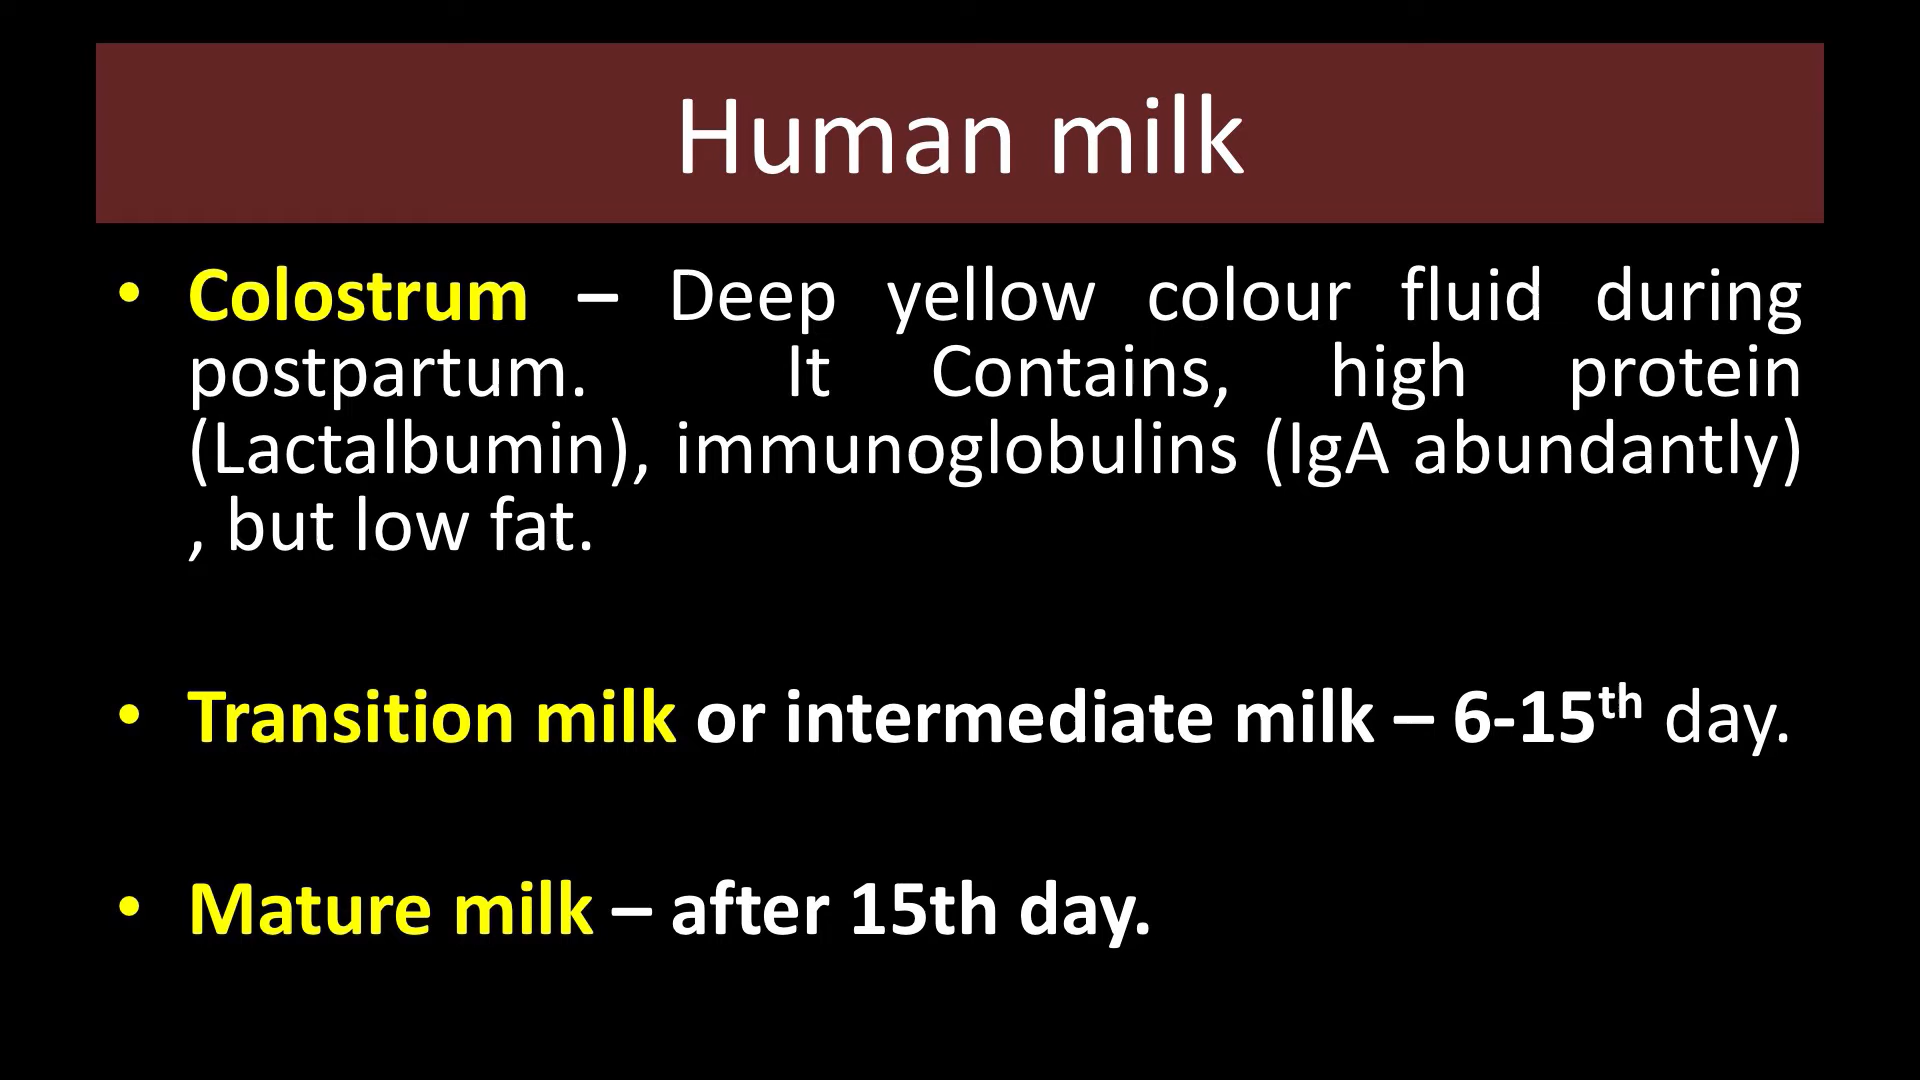 Human milk
• Colostrum – Deep yellow colour fluid during
postpartum. It Contains, high protein
(Lactalbumin), immunoglobulins (IgA abundantly)
, but low fat.
• Transition milk or intermediate milk – 6-15th day.
• Mature milk – after 15th day.